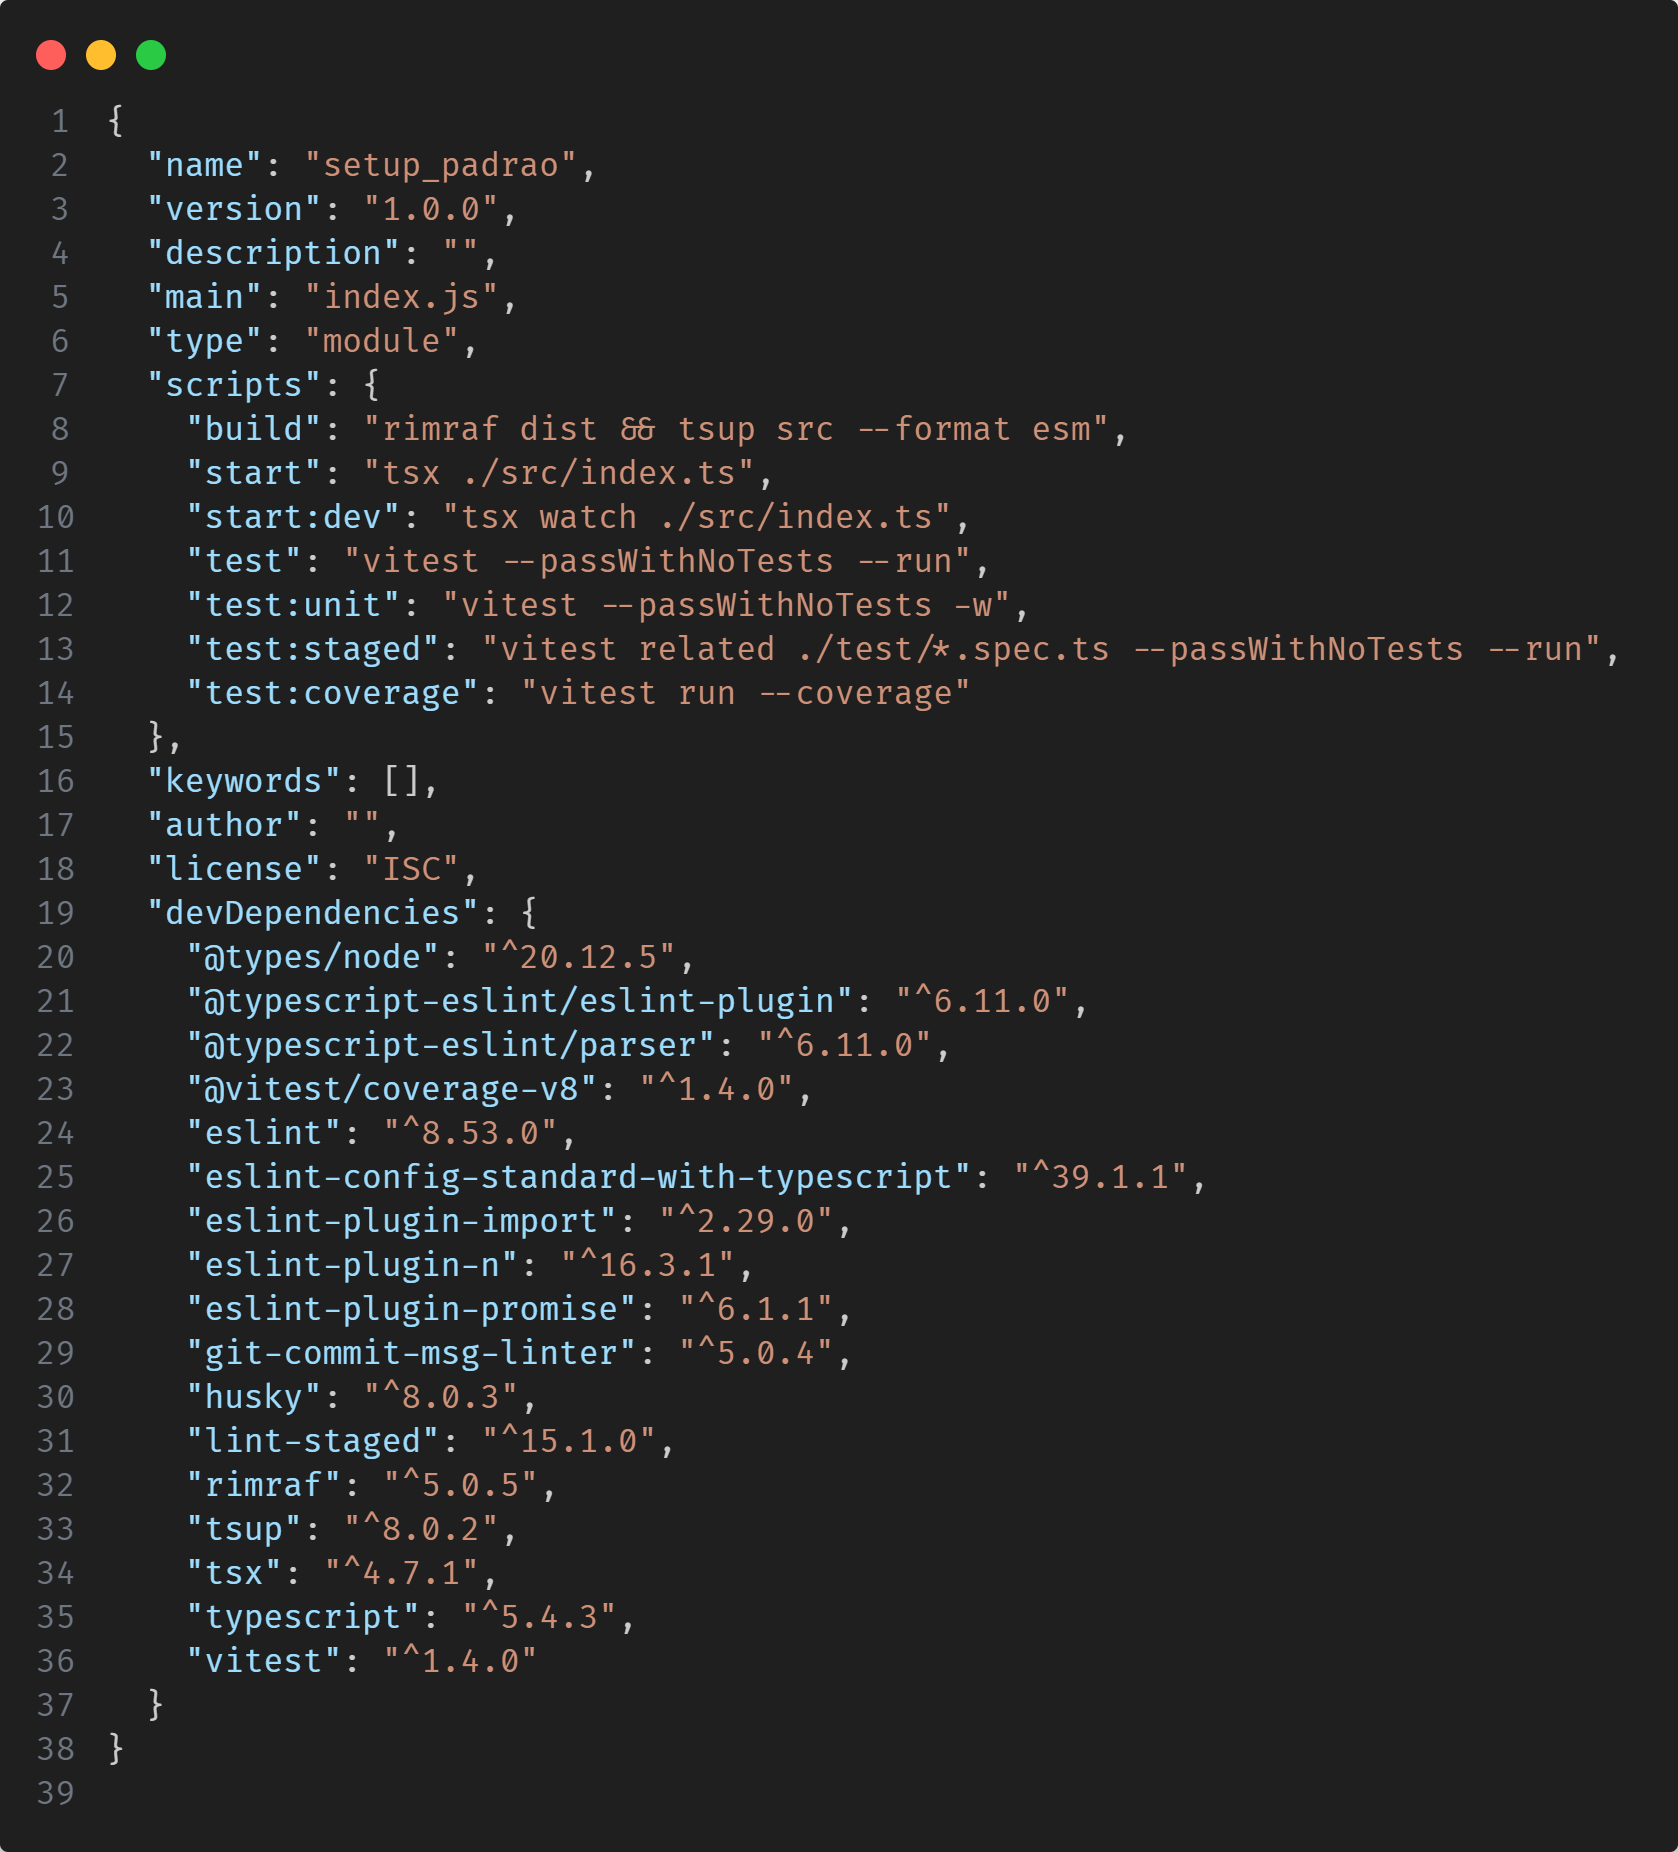 1 {
2   "name": "setup_padrao",
3   "version": "1.0.0",
4   "description": "",
5   "main": "index.js",
6   "type": "module",
7   "scripts": {
8     "build": "rimraf dist && tsup src --format esm",
9     "start": "tsx ./src/index.ts",
10     "start:dev": "tsx watch ./src/index.ts",
11     "test": "vitest --passWithNoTests --run",
12     "test:unit": "vitest --passWithNoTests -w",
13     "test:staged": "vitest related ./test/*.spec.ts --passWithNoTests --run",
14     "test:coverage": "vitest run --coverage"
15   },
16   "keywords": [],
17   "author": "",
18   "license": "ISC",
19   "devDependencies": {
20     "@types/node": "^20.12.5",
21     "@typescript-eslint/eslint-plugin": "^6.11.0",
22     "@typescript-eslint/parser": "^6.11.0",
23     "@vitest/coverage-v8": "^1.4.0",
24     "eslint": "^8.53.0",
25     "eslint-config-standard-with-typescript": "^39.1.1",
26     "eslint-plugin-import": "^2.29.0",
27     "eslint-plugin-n": "^16.3.1",
28     "eslint-plugin-promise": "^6.1.1",
29     "git-commit-msg-linter": "^5.0.4",
30     "husky": "^8.0.3",
31     "lint-staged": "^15.1.0",
32     "rimraf": "^5.0.5",
33     "tsup": "^8.0.2",
34     "tsx": "^4.7.1",
35     "typescript": "^5.4.3",
36     "vitest": "^1.4.0"
37   }
38 }
39